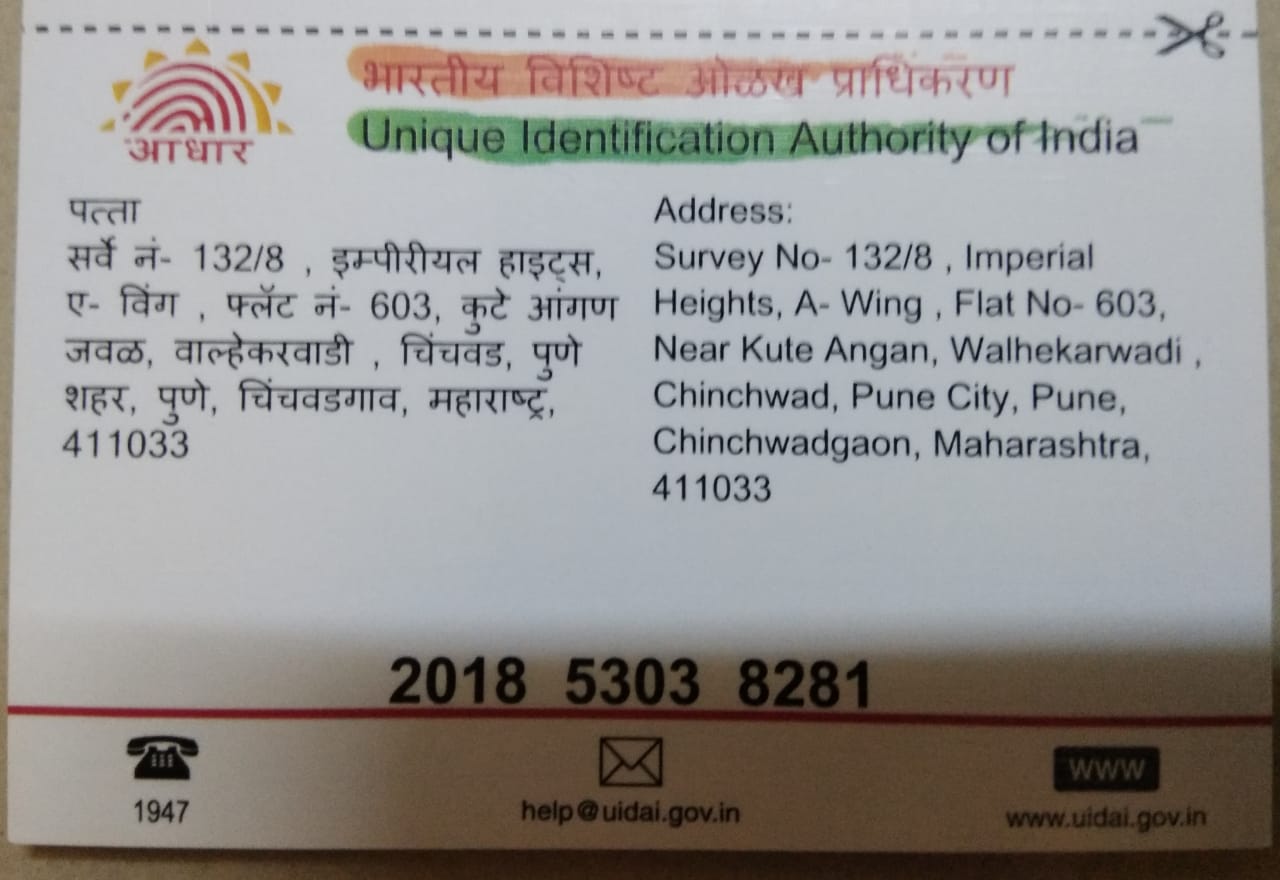 भारतीय विशिष्ट ओळख प्राधिकरण
Unique Identification Authority of India
आधार
पत्ता
सर्वे नं- 132/8 , इम्पीरीयल हाइट्स,
ए- विंग , फ्लॅट नं- 603, कुटे आंगण
जवळ, वाल्हेकरवाडी , चिंचवड, पुणे
शहर, पुणे, चिंचवडगाव, महाराष्ट्र,
411033
Address:
Survey No- 132/8 , Imperial
Heights, A- Wing , Flat No- 603,
Near Kute Angan, Walhekarwadi ,
Chinchwad, Pune City, Pune,
Chinchwadgaon, Maharashtra,
411033
2018 5303 8281
1947
help@uidai.gov.in
WWW
www.uidai.gov.in